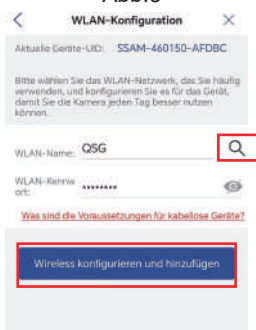 WLAN-Konfiguration
Aktuelle Geräte-UID: SSAM-460150-AFDBC
Bitte wählen Sie das WLAN-Netzwerk, das Sie häufig
verwenden, und konfigurieren Sie es für das Gerät,
damit Sie die Kamera jeden Tag besser nutzen
können.
WLAN-Name: QSG
WLAN-Kennw
ort: ••••••••
Was sind die Voraussetzungen für kabellose Geräte?
Wireless konfigurieren und hinzufügen